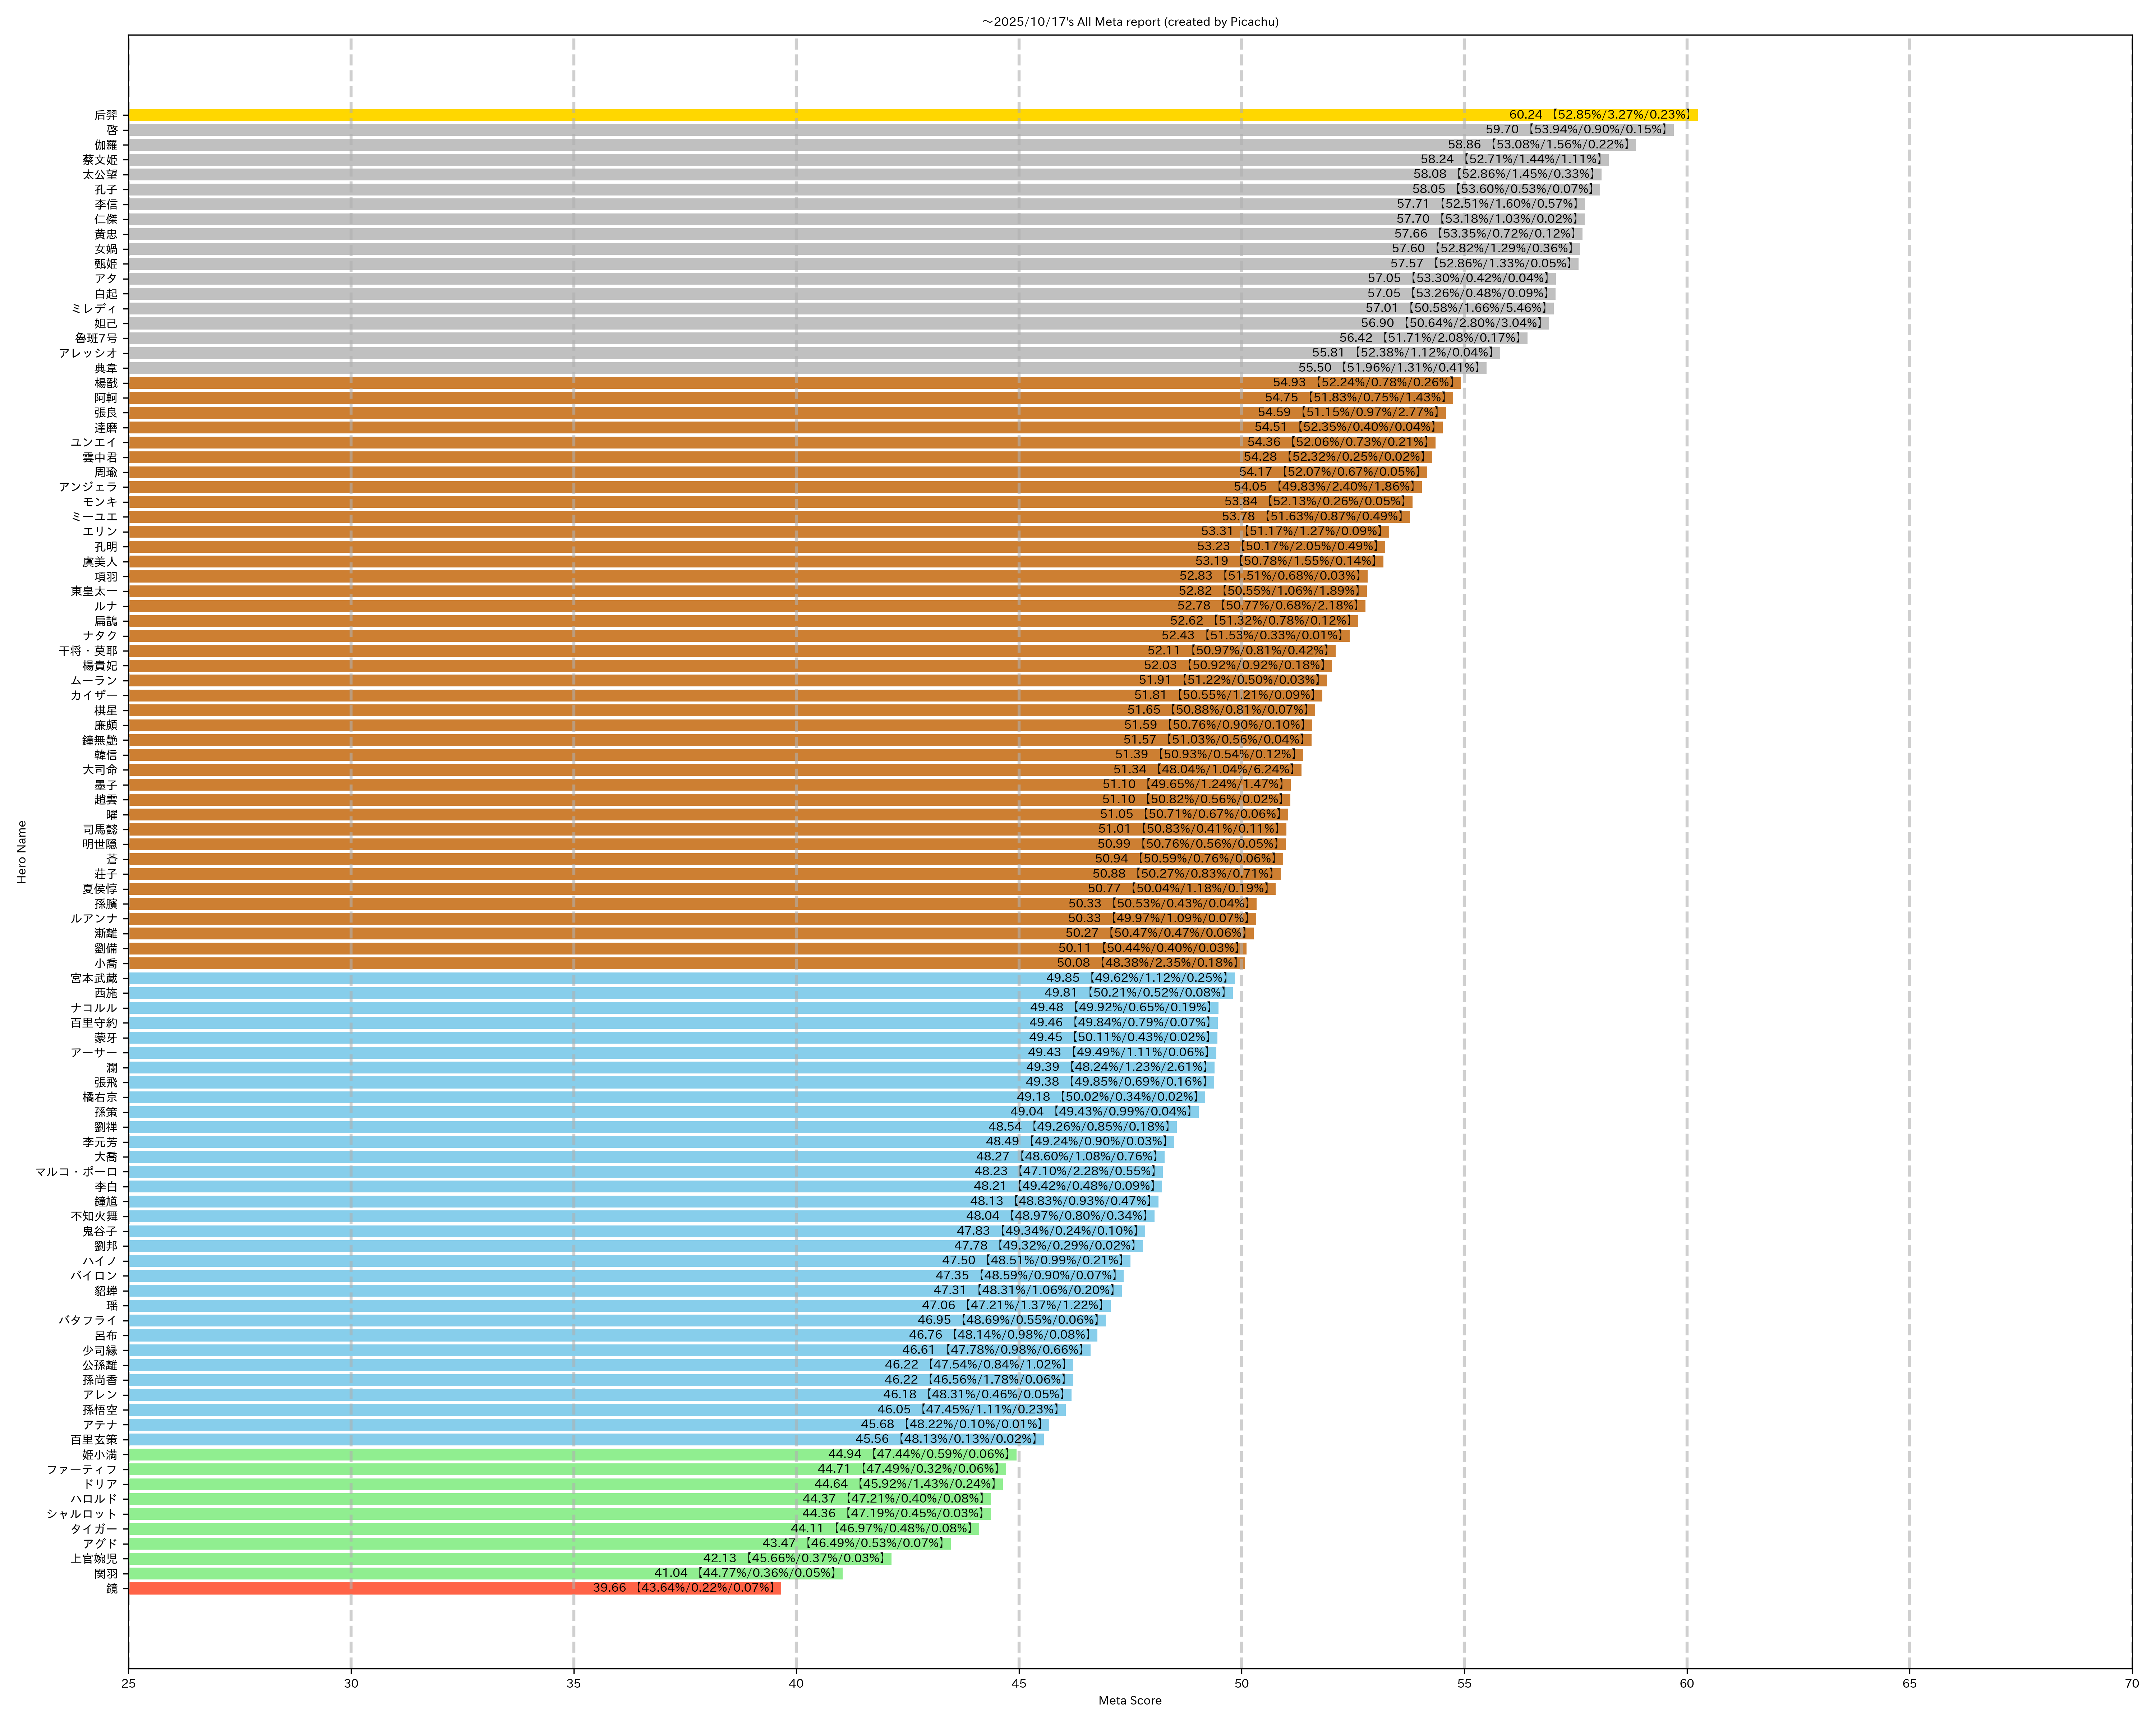 ～2025/10/17's All Meta report (created by Picachu)
Hero Name
后羿 60.24 【52.85%/3.27%/0.23%】
啓 59.70 【53.94%/0.90%/0.15%】
伽羅 58.86 【53.08%/1.56%/0.22%】
蔡文姫 58.24 【52.71%/1.44%/1.11%】
太公望 58.08 【52.86%/1.45%/0.33%】
孔子 58.05 【53.60%/0.53%/0.07%】
李信 57.71 【52.51%/1.60%/0.57%】
仁傑 57.70 【53.18%/1.03%/0.02%】
黄忠 57.66 【53.35%/0.72%/0.12%】
女媧 57.60 【52.82%/1.29%/0.36%】
甄姫 57.57 【52.86%/1.33%/0.05%】
アタ 57.05 【53.30%/0.42%/0.04%】
白起 57.05 【53.26%/0.48%/0.09%】
ミレディ 57.01 【50.58%/1.66%/5.46%】
妲己 56.90 【50.64%/2.80%/3.04%】
魯班7号 56.42 【51.71%/2.08%/0.17%】
アレッシオ 55.81 【52.38%/1.12%/0.04%】
典韋 55.50 【51.96%/1.31%/0.41%】
楊戩 54.93 【52.24%/0.78%/0.26%】
阿軻 54.75 【51.83%/0.75%/1.43%】
張良 54.59 【51.15%/0.97%/2.77%】
達磨 54.51 【52.35%/0.40%/0.04%】
ユンエイ 54.36 【52.06%/0.73%/0.21%】
雲中君 54.28 【52.32%/0.25%/0.02%】
周瑜 54.17 【52.07%/0.67%/0.05%】
アンジェラ 54.05 【49.83%/2.40%/1.86%】
モンキ 53.84 【52.13%/0.26%/0.05%】
ミーユエ 53.78 【51.63%/0.87%/0.49%】
エリン 53.31 【51.17%/1.27%/0.09%】
孔明 53.23 【50.17%/2.05%/0.49%】
虞美人 53.19 【50.78%/1.55%/0.14%】
項羽 52.83 【51.51%/0.68%/0.03%】
東皇太一 52.82 【50.55%/1.06%/1.89%】
ルナ 52.78 【50.77%/0.68%/2.18%】
扁鵲 52.62 【51.32%/0.78%/0.12%】
ナタク 52.43 【51.53%/0.33%/0.01%】
干将・莫耶 52.11 【50.97%/0.81%/0.42%】
楊貴妃 52.03 【50.92%/0.92%/0.18%】
ムーラン 51.91 【51.22%/0.50%/0.03%】
カイザー 51.81 【50.55%/1.21%/0.09%】
棋星 51.65 【50.88%/0.81%/0.07%】
廉頗 51.59 【50.76%/0.90%/0.10%】
鐘無艶 51.57 【51.03%/0.56%/0.04%】
韓信 51.39 【50.93%/0.54%/0.12%】
大司命 51.34 【48.04%/1.04%/6.24%】
墨子 51.10 【49.65%/1.24%/1.47%】
趙雲 51.10 【50.82%/0.56%/0.02%】
曜 51.05 【50.71%/0.67%/0.06%】
司馬懿 51.01 【50.83%/0.41%/0.11%】
明世隠 50.99 【50.76%/0.56%/0.05%】
蒼 50.94 【50.59%/0.76%/0.06%】
荘子 50.88 【50.27%/0.83%/0.71%】
夏侯惇 50.77 【50.04%/1.18%/0.19%】
孫臏 50.33 【50.53%/0.43%/0.04%】
ルアンナ 50.33 【49.97%/1.09%/0.07%】
漸離 50.27 【50.47%/0.47%/0.06%】
劉備 50.11 【50.44%/0.40%/0.03%】
小喬 50.08 【48.38%/2.35%/0.18%】
宮本武蔵 49.85 【49.62%/1.12%/0.25%】
西施 49.81 【50.21%/0.52%/0.08%】
ナコルル 49.48 【49.92%/0.65%/0.19%】
百里守約 49.46 【49.84%/0.79%/0.07%】
蒙牙 49.45 【50.11%/0.43%/0.02%】
アーサー 49.43 【49.49%/1.11%/0.06%】
瀾 49.39 【48.24%/1.23%/2.61%】
張飛 49.38 【49.85%/0.69%/0.16%】
橘右京 49.18 【50.02%/0.34%/0.02%】
孫策 49.04 【49.43%/0.99%/0.04%】
劉禅 48.54 【49.26%/0.85%/0.18%】
李元芳 48.49 【49.24%/0.90%/0.03%】
大喬 48.27 【48.60%/1.08%/0.76%】
マルコ・ポーロ 48.23 【47.10%/2.28%/0.55%】
李白 48.21 【49.42%/0.48%/0.09%】
鐘馗 48.13 【48.83%/0.93%/0.47%】
不知火舞 48.04 【48.97%/0.80%/0.34%】
鬼谷子 47.83 【49.34%/0.24%/0.10%】
劉邦 47.78 【49.32%/0.29%/0.02%】
ハイノ 47.50 【48.51%/0.99%/0.21%】
バイロン 47.35 【48.59%/0.90%/0.07%】
貂蝉 47.31 【48.31%/1.06%/0.20%】
瑶 47.06 【47.21%/1.37%/1.22%】
バタフライ 46.95 【48.69%/0.55%/0.06%】
呂布 46.76 【48.14%/0.98%/0.08%】
少司縁 46.61 【47.78%/0.98%/0.66%】
公孫離 46.22 【47.54%/0.84%/1.02%】
孫尚香 46.22 【46.56%/1.78%/0.06%】
アレン 46.18 【48.31%/0.46%/0.05%】
孫悟空 46.05 【47.45%/1.11%/0.23%】
アテナ 45.68 【48.22%/0.10%/0.01%】
百里玄策 45.56 【48.13%/0.13%/0.02%】
姫小満 44.94 【47.44%/0.59%/0.06%】
ファーティフ 44.71 【47.49%/0.32%/0.06%】
ドリア 44.64 【45.92%/1.43%/0.24%】
ハロルド 44.37 【47.21%/0.40%/0.08%】
シャルロット 44.36 【47.19%/0.45%/0.03%】
タイガー 44.11 【46.97%/0.48%/0.08%】
アグド 43.47 【46.49%/0.53%/0.07%】
上官婉児 42.13 【45.66%/0.37%/0.03%】
関羽 41.04 【44.77%/0.36%/0.05%】
鏡 39.66 【43.64%/0.22%/0.07%】
25 30 35 40 45 50 55 60 65 70
Meta Score